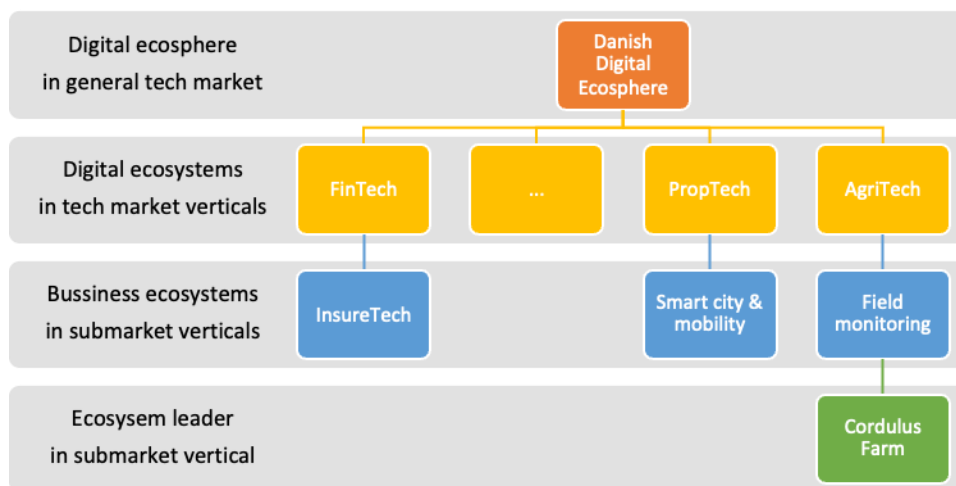 Digital ecosphere
in general tech market
Danish
Digital
Ecosphere
Digital ecosystems
in tech market verticals
FinTech
...
PropTech
AgriTech
Bussiness ecosystems
in submarket verticals
InsureTech
Smart city &
mobility
Field
monitoring
Ecosysem leader
in submarket vertical
Cordulus
Farm